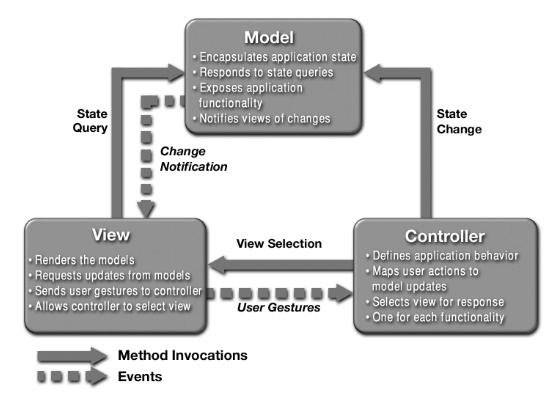 Model
• Encapsulates application state
• Responds to state queries
• Exposes application
functionality
• Notifies views of changes
State
Query
Change
Notification
State
Change
View
• Renders the models
• Requests updates from models
• Sends user gestures to controller
• Allows controller to select view
View Selection
User Gestures
Controller
• Defines application behavior
• Maps user actions to
model updates
• Selects view for response
• One for each functionality
Method Invocations
Events